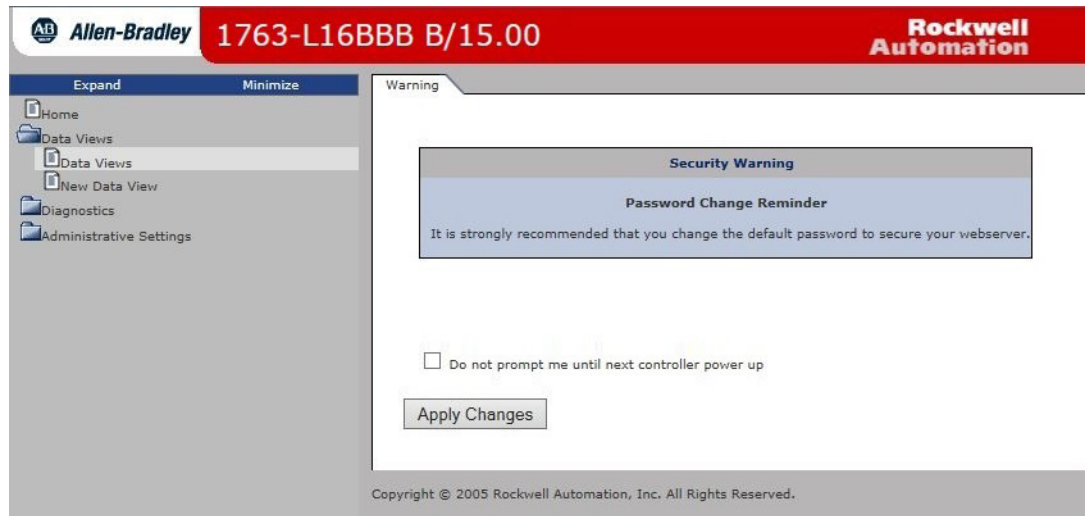 AB Allen-Bradley
1763-L16BBB B/15.00
Rockwell
Automation
Expand Minimize
Home
Data Views
Data Views
New Data View
Diagnostics
Administrative Settings
Warning
Security Warning
Password Change Reminder
It is strongly recommended that you change the default password to secure your webserver.
Do not prompt me until next controller power up
Apply Changes
Copyright © 2005 Rockwell Automation, Inc. All Rights Reserved.